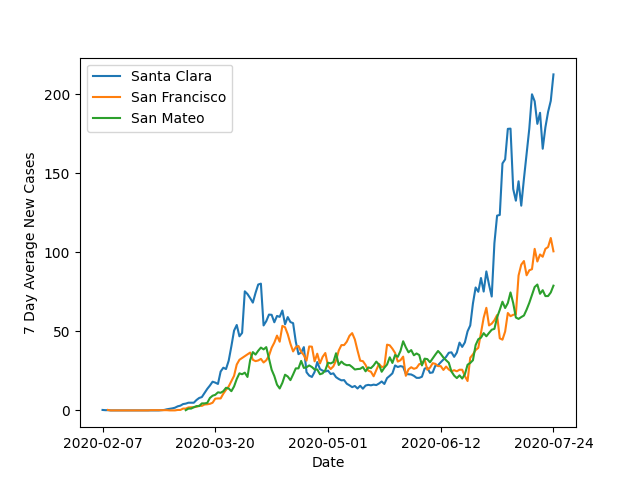 Santa Clara
San Francisco
San Mateo
200
150
100
50
0
7 Day Average New Cases
2020-02-07
2020-03-20
2020-05-01
2020-06-12
2020-07-24
Date